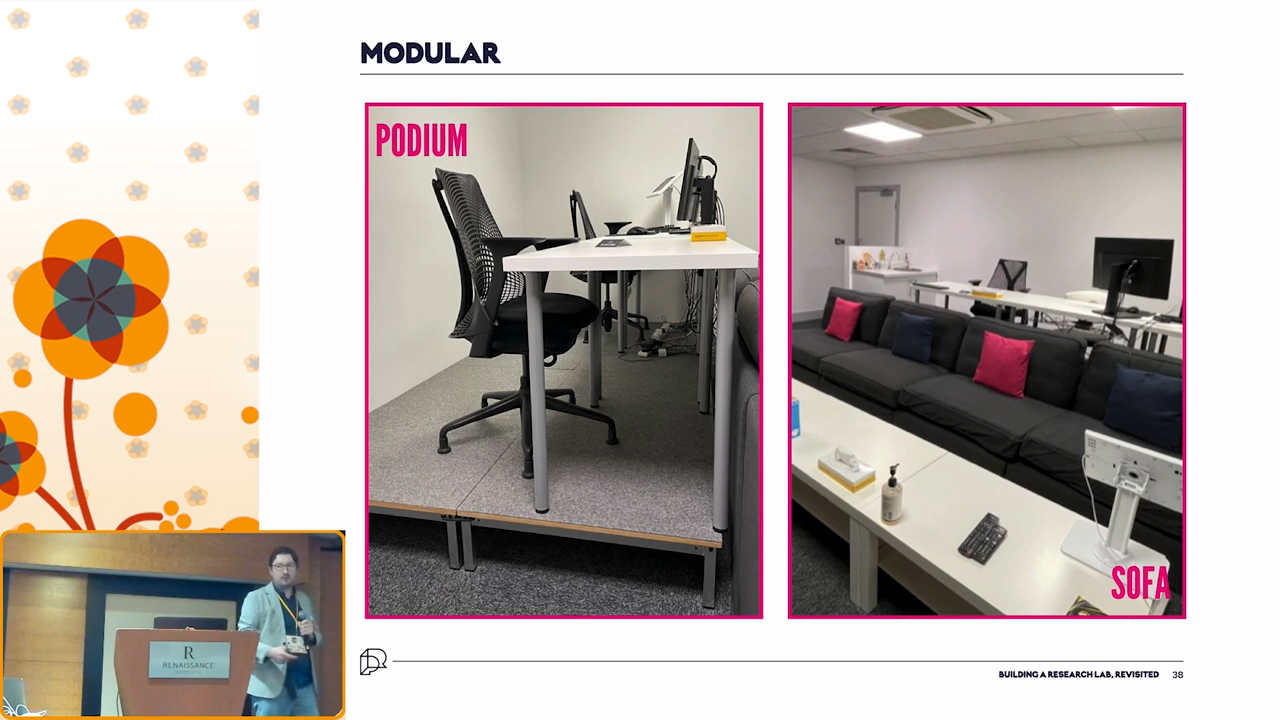 MODULAR
PODIUM
SOFA
BUILDING A RESEARCH LAB, REVISITED 38
R
RENAISSANCE